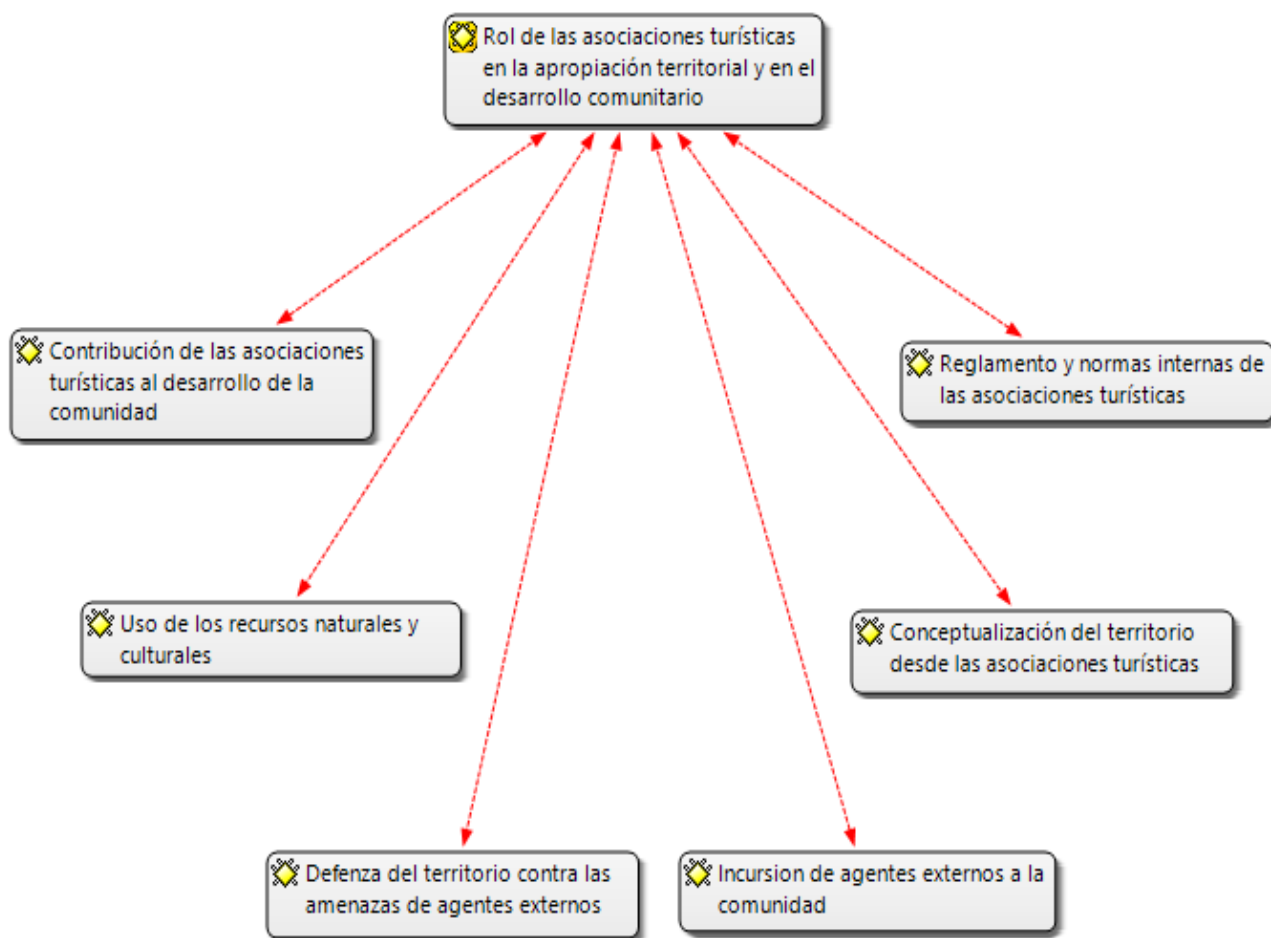 Rol de las asociaciones turísticas
en la apropiación territorial y en el
desarrollo comunitario
Contribución de las asociaciones
turísticas al desarrollo de la
comunidad
Reglamento y normas internas de
las asociaciones turísticas
Uso de los recursos naturales y
culturales
Conceptualización del territorio
desde las asociaciones turísticas
Defenza del territorio contra las
amenazas de agentes externos
Incursion de agentes externos a la
comunidad